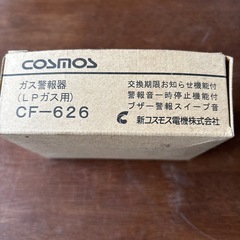 COSMOS
ガス警報器
(LPガス用)
CF-626
交換期限お知らせ機能付
警報音一時停止機能付
ブザー警報スイープ音
新コスモス電機株式会社